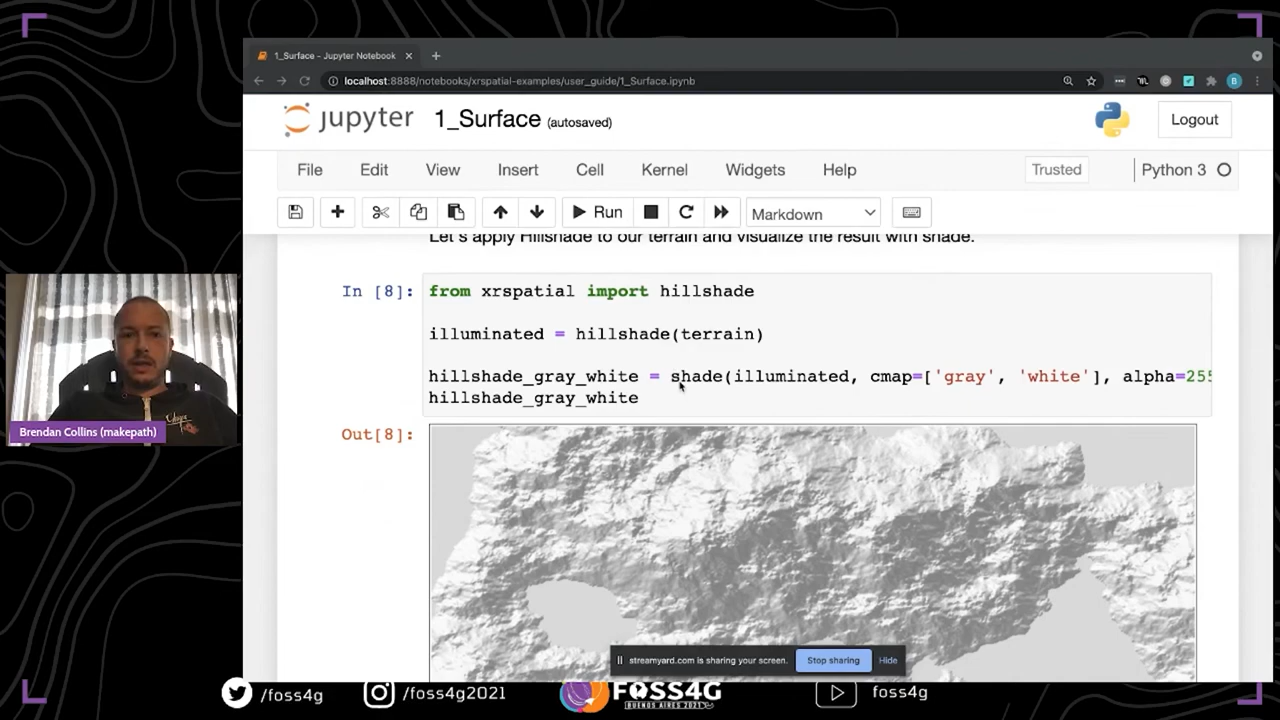 1_Surface - Jupyter Notebook
localhost:8888/notebooks/xrspatial-examples/user_guide/1_Surface.ipynb
B
jupyter 1_Surface (autosaved)
Logout
File Edit View Insert Cell Kernel Widgets Help
Trusted
Python 3
Run
Markdown
Let's apply Hillshade to our terrain and visualize the result with shade.
In [8]:
from xrspatial import hillshade
illuminated = hillshade(terrain)
hillshade_gray_white = shade(illuminated, cmap=['gray', 'white'], alpha=255
hillshade_gray_white
Out[8]:
Brendan Collins (makepath)
streamyard.com is sharing your screen.
Stop sharing
Hide
/foss4g
/foss4g2021
FOSS4G
BUENOS AIRES 2021
foss4g